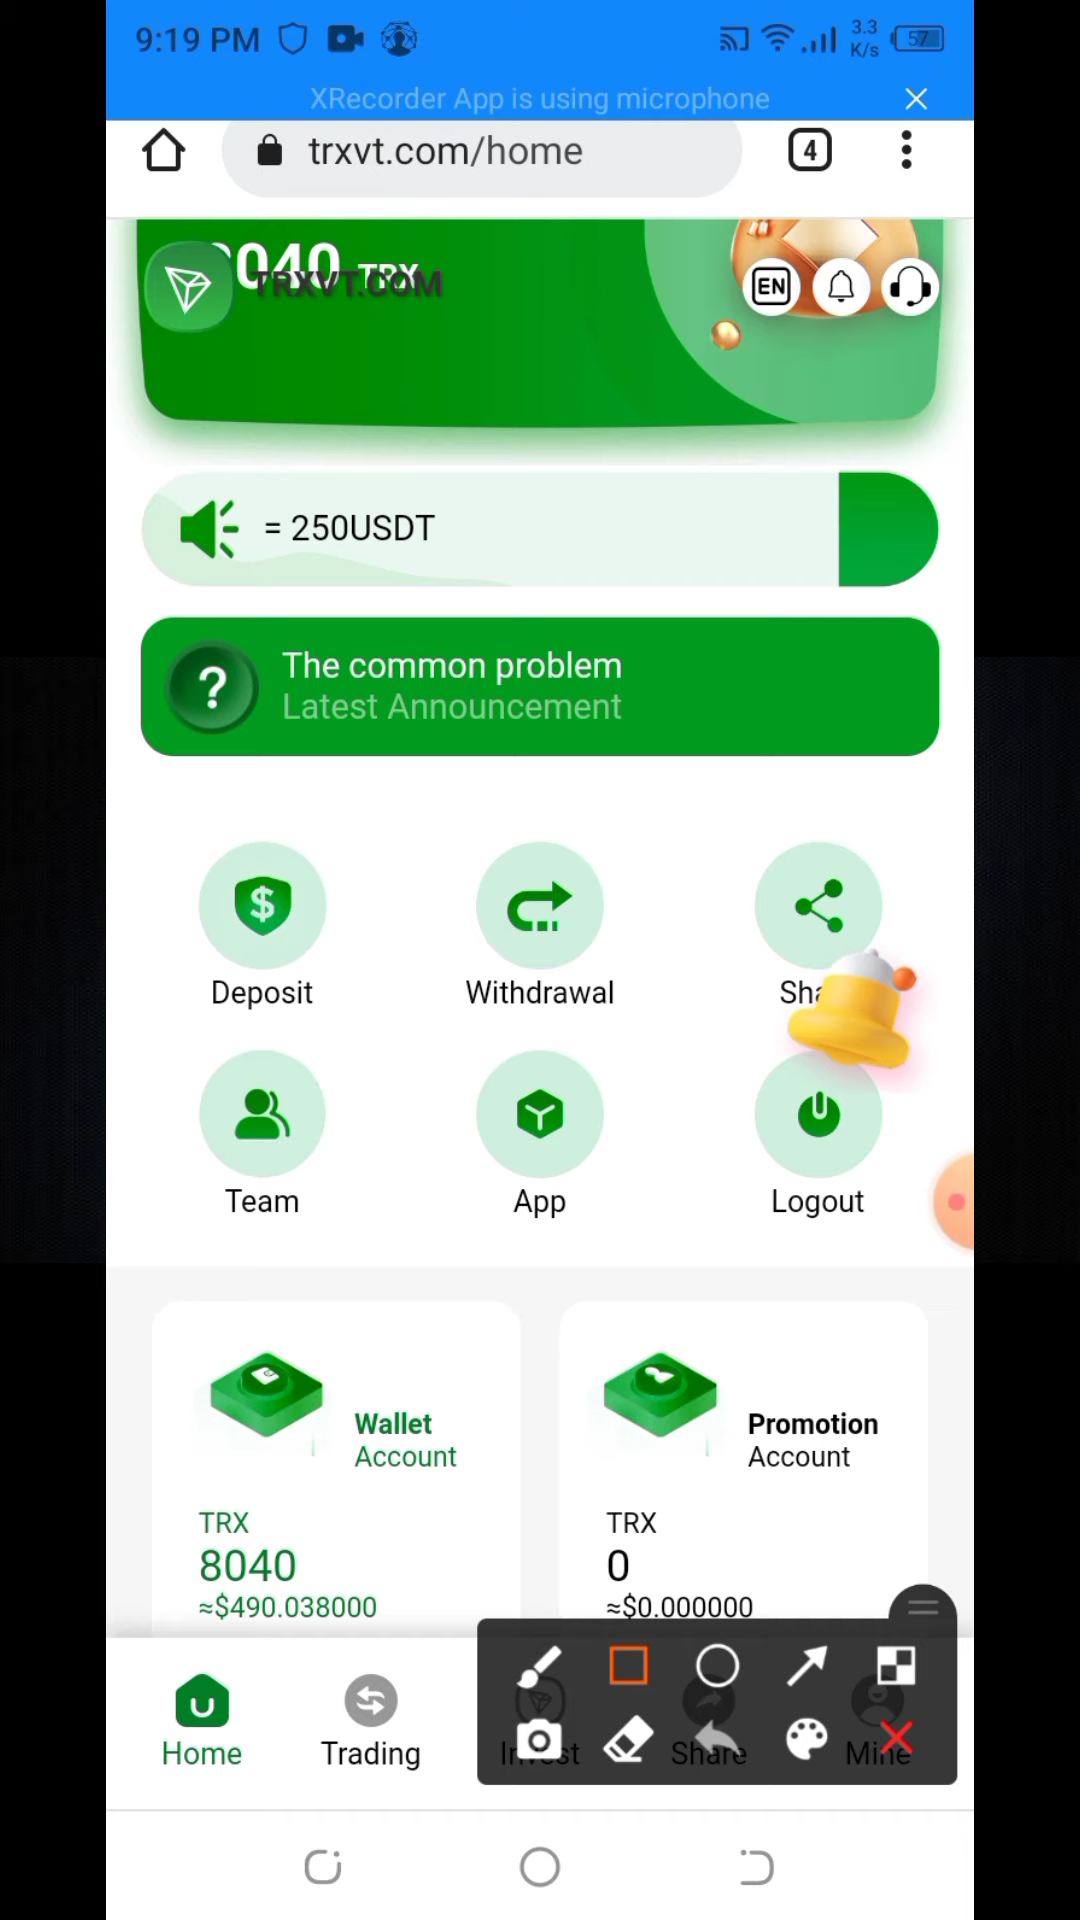 9:19 PM
3.3
K/s
57
XRecorder App is using microphone
trxvt.com/home
4
8040 TRX
TRXVT.COM
EN
= 250USDT
The common problem
Latest Announcement
Deposit
Withdrawal
Team
App
Logout
Wallet
Account
Promotion
Account
TRX
8040
≈$490.038000
TRX
0
≈$0.000000
Home
Trading
Invest
Share
Mine